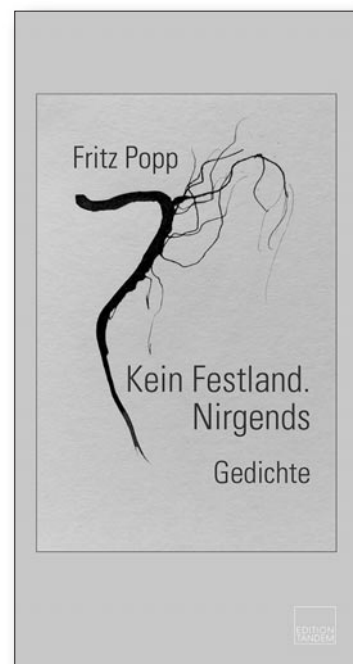 Fritz Popp
Kein Festland.
Nirgends
Gedichte
EDITION
TANDEM